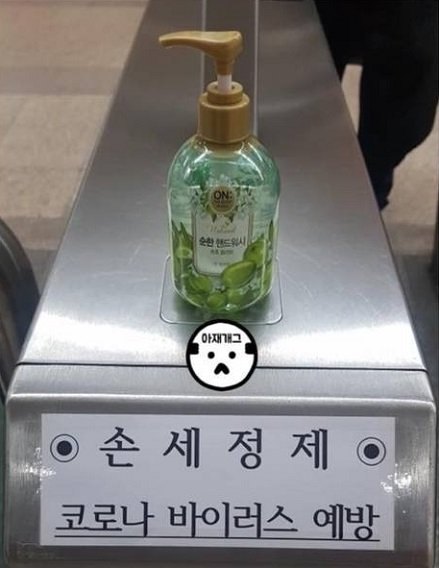 ON:
Natural
순한 핸드워시
아재개그
손 세 정 제
코로나 바이러스 예방